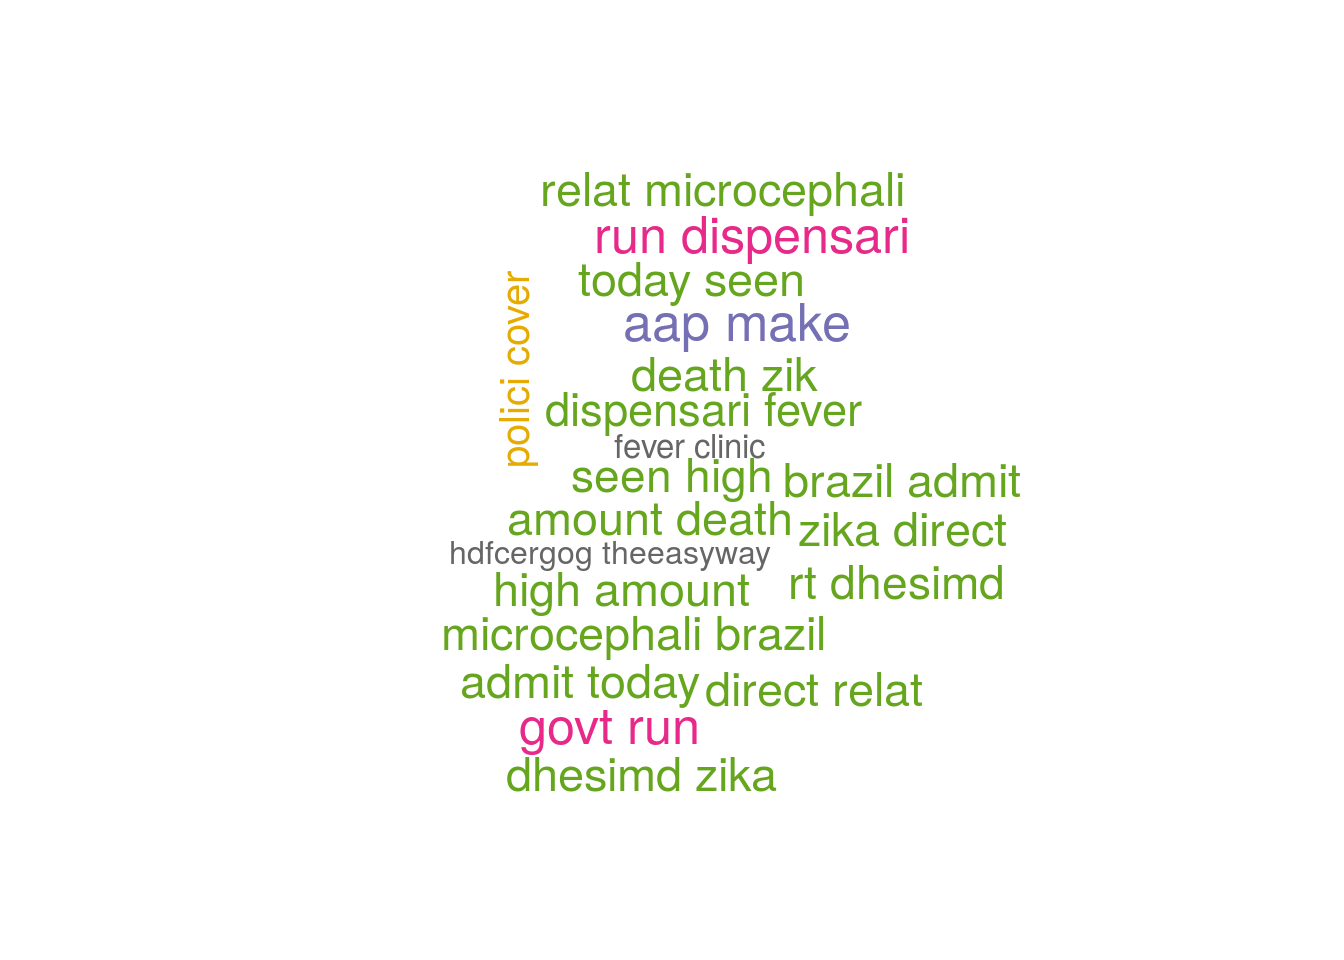 relat microcephali
run dispensari
today seen
aap make
polici cover
death zik
dispensari fever
fever clinic
seen high
brazil admit
amount death
zika direct
hdfcergog theeasyway
high amount
rt dhesimd
microcephali brazil
admit today
direct relat
govt run
dhesimd zika